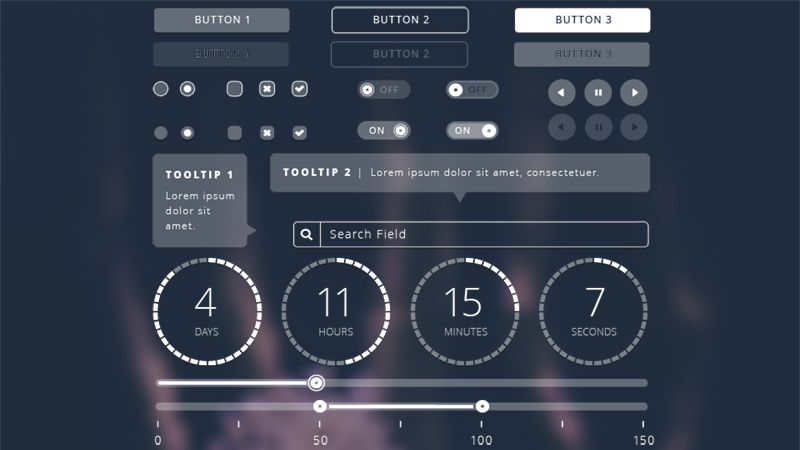 BUTTON 1
BUTTON 2
BUTTON 3
BUTTON 1
BUTTON 2
BUTTON 3
OFF
OFF
ON
ON
TOOLTIP 1
Lorem ipsum
dolor sit
amet.
TOOLTIP 2 | Lorem ipsum dolor sit amet, consectetuer.
Search Field
4
DAYS
11
HOURS
15
MINUTES
7
SECONDS
0 50 100 150